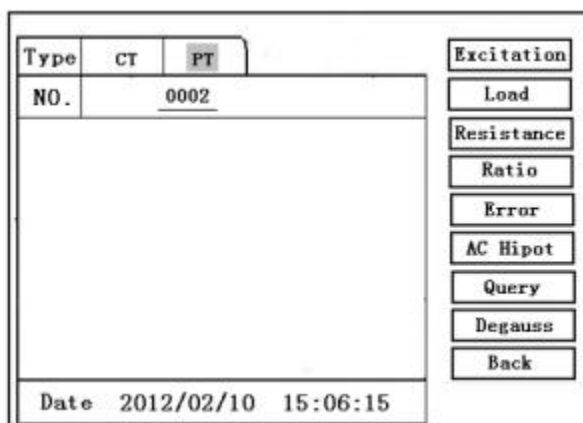 Type CT PT
NO. 0002
Excitation
Load
Resistance
Ratio
Error
AC Hipot
Query
Degauss
Back
Date 2012/02/10 15:06:15